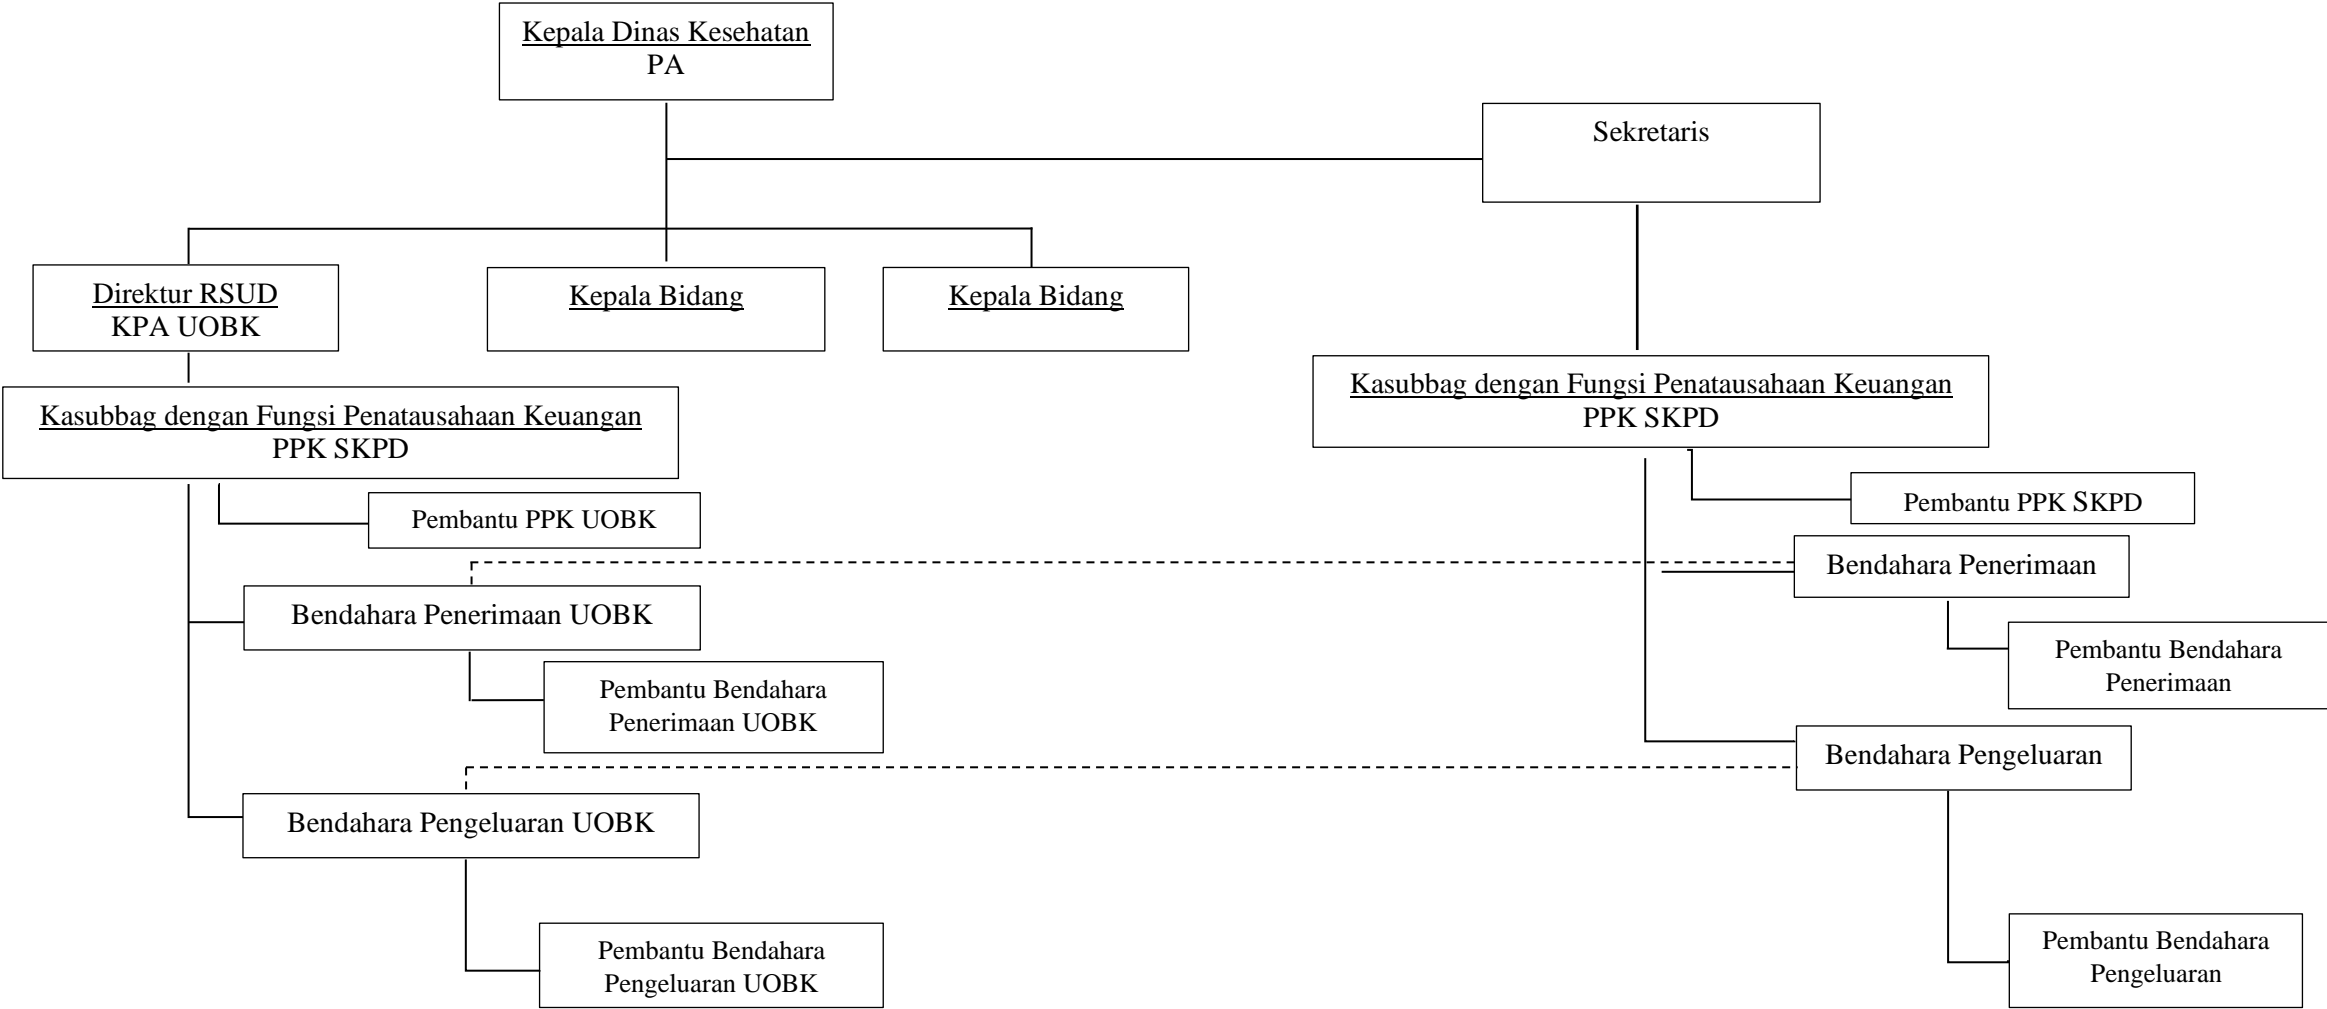 Kepala Dinas Kesehatan
PA
Sekretaris
Direktur RSUD
KPA UOBK
Kepala Bidang
Kepala Bidang
Kasubbag dengan Fungsi Penatausahaan Keuangan
PPK SKPD
Kasubbag dengan Fungsi Penatausahaan Keuangan
PPK SKPD
Pembantu PPK UOBK
Pembantu PPK SKPD
Bendahara Penerimaan
Bendahara Penerimaan UOBK
Pembantu Bendahara
Penerimaan
Pembantu Bendahara
Penerimaan UOBK
Bendahara Pengeluaran
Bendahara Pengeluaran UOBK
Pembantu Bendahara
Pengeluaran UOBK
Pembantu Bendahara
Pengeluaran